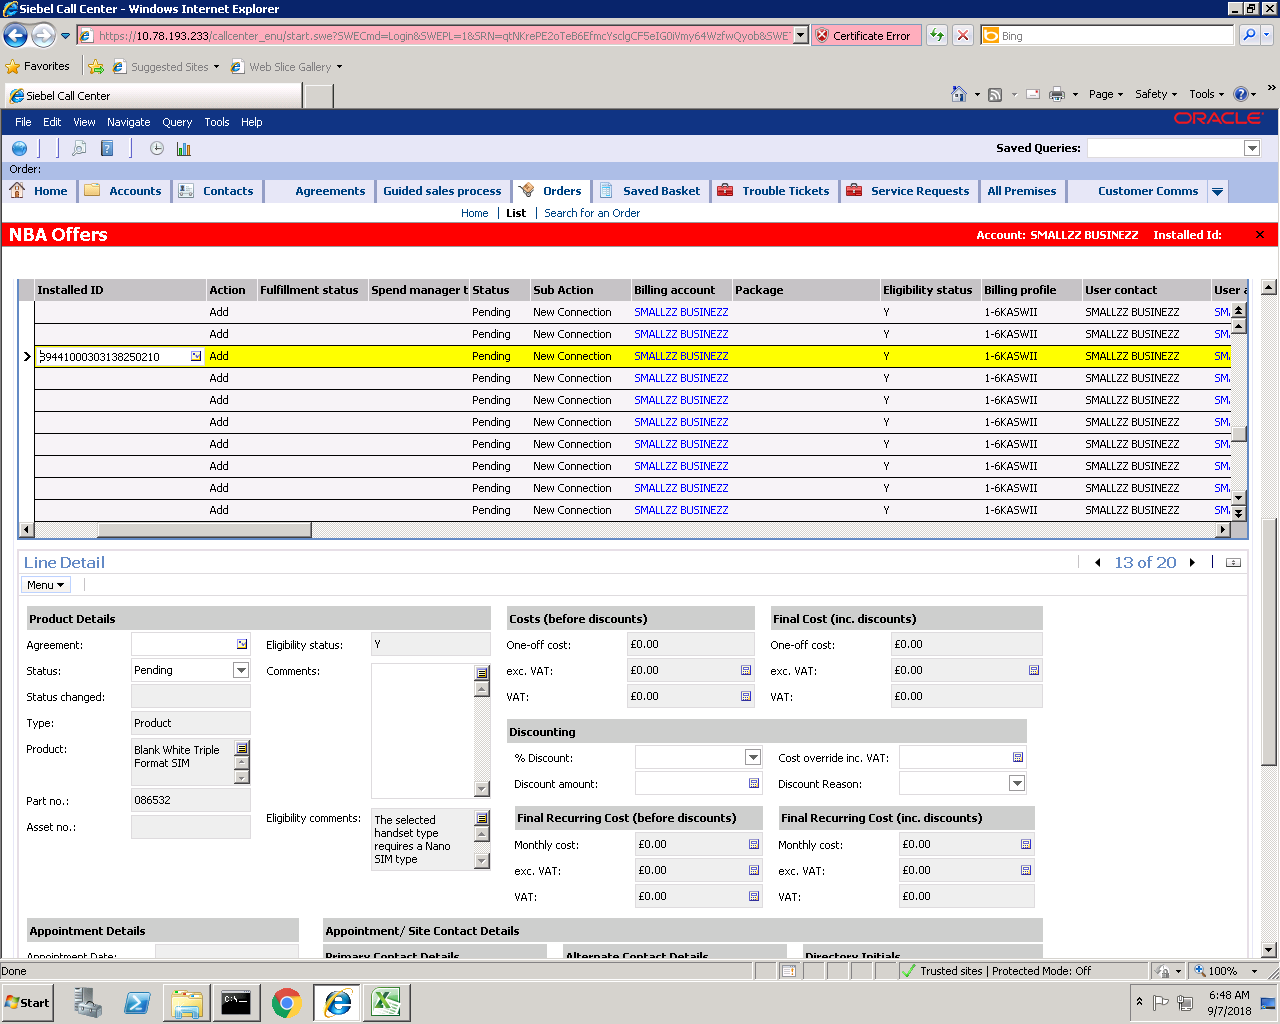 Siebel Call Center - Windows Internet Explorer
https://10.78.193.233/callcenter_enu/start.swe?SWECmd=Login&SWEPL=1&SRN=
Certificate Error
Bing
Favorites
Suggested Sites
Web Slice Gallery
Siebel Call Center
Page
Safety
Tools
File Edit View Navigate Query Tools Help
ORACLE
Saved Queries:
Order:
Home Accounts Contacts Agreements Guided sales process Orders Saved Basket Trouble Tickets Service Requests All Premises Customer Comms
Home | List | Search for an Order
NBA Offers
Account: SMALLZZ BUSINEZZ Installed Id:
Installed ID Action Fulfillment status Spend manager t Status Sub Action Billing account Package Eligibility status Billing profile User contact User a
Add Pending New Connection SMALLZZ BUSINEZZ Y 1-6KASWII SMALLZZ BUSINEZZ SM
Add Pending New Connection SMALLZZ BUSINEZZ Y 1-6KASWII SMALLZZ BUSINEZZ SM
39441000303138250210 Add Pending New Connection SMALLZZ BUSINEZZ Y 1-6KASWII SMALLZZ BUSINEZZ SM
Add Pending New Connection SMALLZZ BUSINEZZ Y 1-6KASWII SMALLZZ BUSINEZZ SM
Add Pending New Connection SMALLZZ BUSINEZZ Y 1-6KASWII SMALLZZ BUSINEZZ SM
Add Pending New Connection SMALLZZ BUSINEZZ Y 1-6KASWII SMALLZZ BUSINEZZ SM
Add Pending New Connection SMALLZZ BUSINEZZ Y 1-6KASWII SMALLZZ BUSINEZZ SM
Add Pending New Connection SMALLZZ BUSINEZZ Y 1-6KASWII SMALLZZ BUSINEZZ SM
Add Pending New Connection SMALLZZ BUSINEZZ Y 1-6KASWII SMALLZZ BUSINEZZ SM
Add Pending New Connection SMALLZZ BUSINEZZ Y 1-6KASWII SMALLZZ BUSINEZZ SM
Line Detail
13 of 20
Menu
Product Details
Agreement:
Status: Pending
Status changed:
Type: Product
Product: Blank White Triple
Format SIM
Part no.: 086532
Asset no.:
Eligibility status: Y
Comments:
Eligibility comments: The selected
handset type
requires a Nano
SIM type
Costs (before discounts)
One-off cost: £0.00
exc. VAT: £0.00
VAT: £0.00
Final Cost (inc. discounts)
One-off cost: £0.00
exc. VAT: £0.00
VAT: £0.00
Discounting
% Discount:
Cost override inc. VAT:
Discount amount:
Discount Reason:
Final Recurring Cost (before discounts)
Monthly cost: £0.00
exc. VAT: £0.00
VAT: £0.00
Final Recurring Cost (inc. discounts)
Monthly cost: £0.00
exc. VAT: £0.00
VAT: £0.00
Appointment Details
Appointment Date:
Appointment/ Site Contact Details
Primary Contact Details
Alternate Contact Details
Directory Initials
Done
Trusted sites | Protected Mode: Off
100%
Start
C:\
6:48 AM
9/7/2018